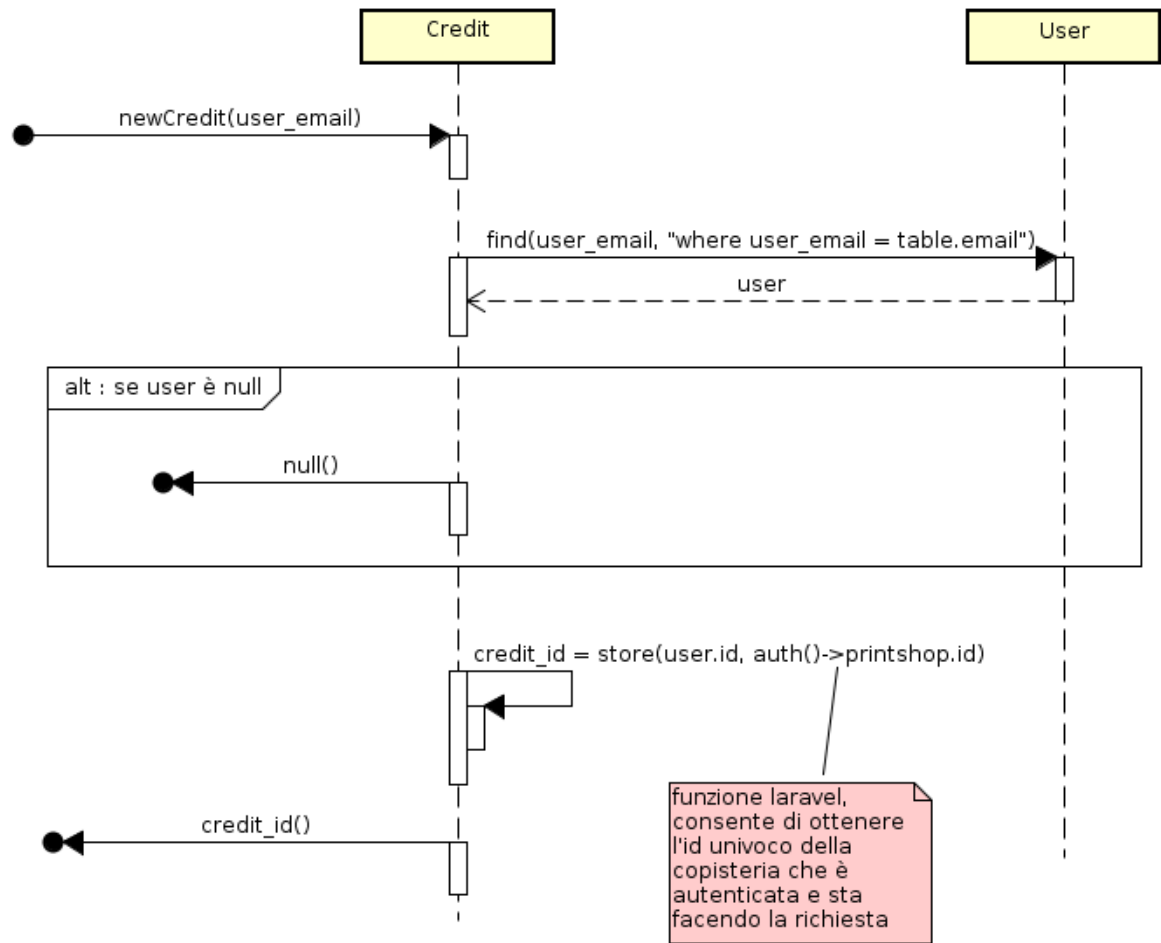 Credit
User
newCredit(user_email)
find(user_email, "where user_email = table.email")
user
alt : se user è null
null()
credit_id = store(user.id, auth()->printshop.id)
funzione laravel,
consente di ottenere
l'id univoco della
copisteria che è
autenticata e sta
facendo la richiesta
credit_id()